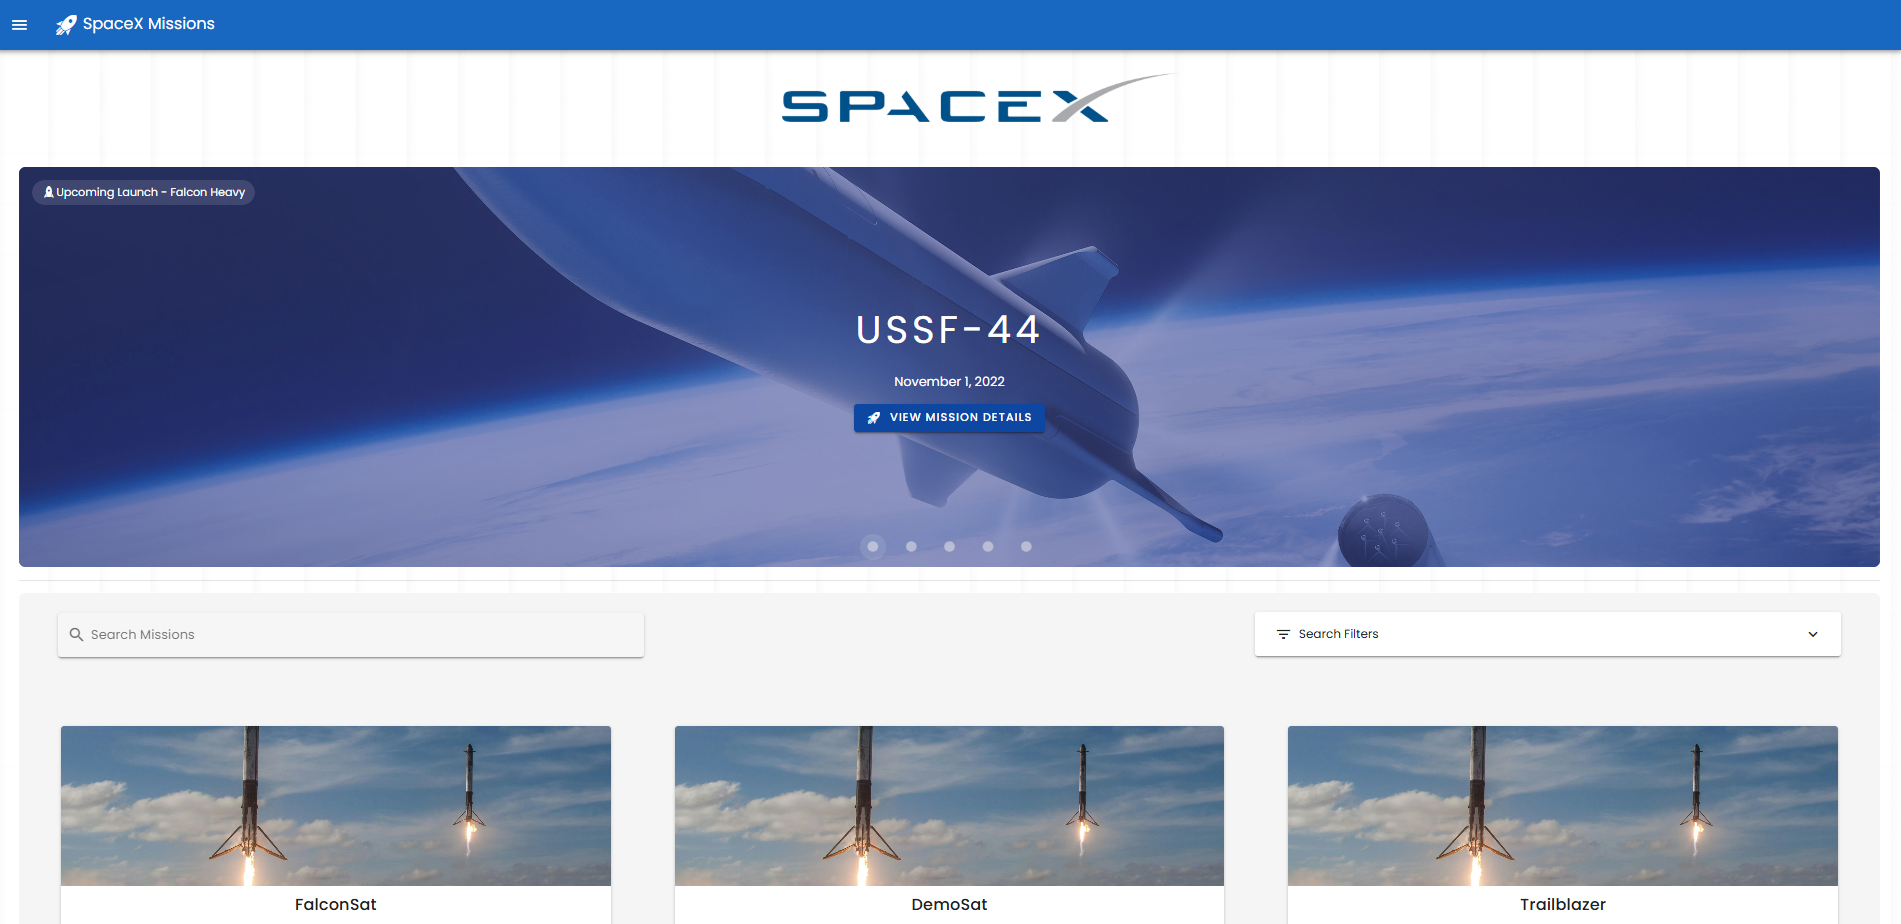 SpaceX Missions
SPACEX
Upcoming Launch - Falcon Heavy
USSF-44
November 1, 2022
VIEW MISSION DETAILS
Search Missions
Search Filters
FalconSat
DemoSat
Trailblazer